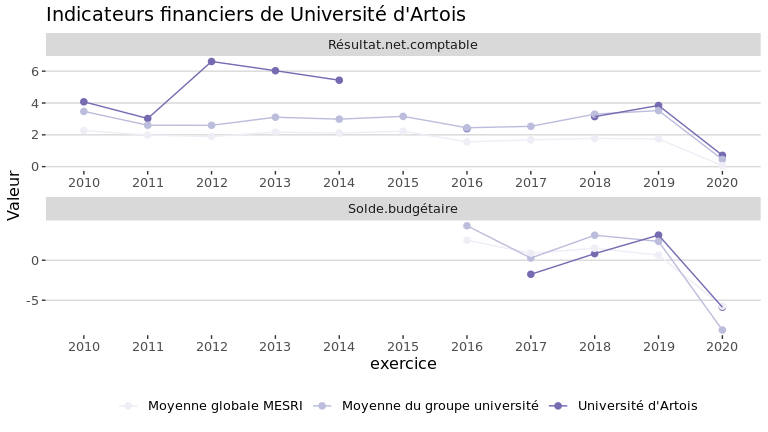 Indicateurs financiers de Université d'Artois
Résultat.net.comptable
6
4
2
0
2010 2011 2012 2013 2014 2015 2016 2017 2018 2019 2020
Valeur
Solde.budgétaire
0
-5
2010 2011 2012 2013 2014 2015 2016 2017 2018 2019 2020
exercice
Moyenne globale MESRI Moyenne du groupe université Université d'Artois